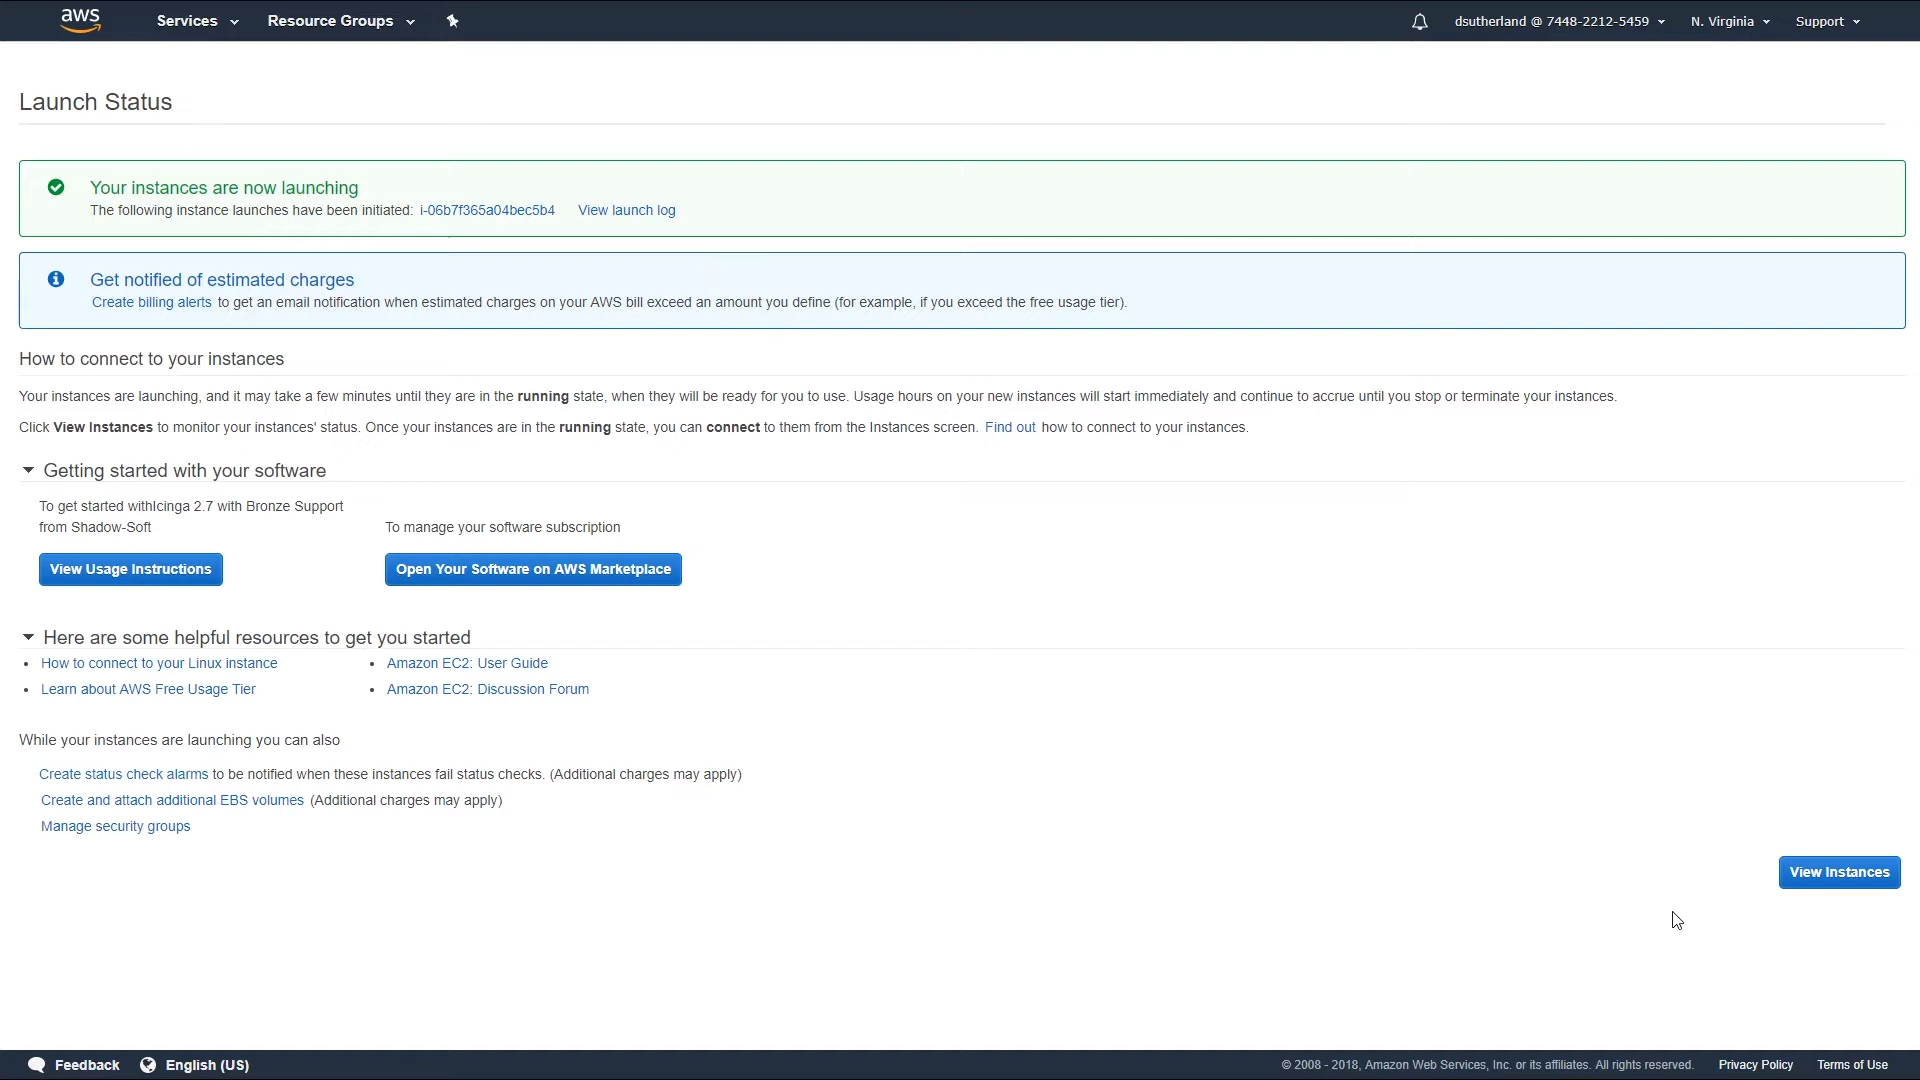 aws Services Resource Groups dsutherland @ 7448-2212-5459 N. Virginia Support
Launch Status
Your instances are now launching
The following instance launches have been initiated: i-06b7f365a04bec5b4 View launch log
Get notified of estimated charges
Create billing alerts to get an email notification when estimated charges on your AWS bill exceed an amount you define (for example, if you exceed the free usage tier).
How to connect to your instances
Your instances are launching, and it may take a few minutes until they are in the running state, when they will be ready for you to use. Usage hours on your new instances will start immediately and continue to accrue until you stop or terminate your instances.
Click View Instances to monitor your instances' status. Once your instances are in the running state, you can connect to them from the Instances screen. Find out how to connect to your instances.
Getting started with your software
To get started withIcinga 2.7 with Bronze Support
from Shadow-Soft
To manage your software subscription
View Usage Instructions
Open Your Software on AWS Marketplace
Here are some helpful resources to get you started
• How to connect to your Linux instance
• Amazon EC2: User Guide
• Learn about AWS Free Usage Tier
• Amazon EC2: Discussion Forum
While your instances are launching you can also
Create status check alarms to be notified when these instances fail status checks. (Additional charges may apply)
Create and attach additional EBS volumes (Additional charges may apply)
Manage security groups
View Instances
Feedback English (US) © 2008 - 2018, Amazon Web Services, Inc. or its affiliates. All rights reserved. Privacy Policy Terms of Use